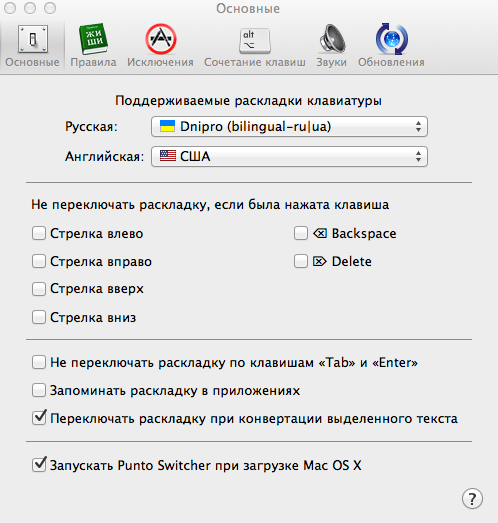 Основные
жи
ши
alt
⌥
Основные Правила Исключения Сочетание клавиш Звуки Обновления
Поддерживаемые раскладки клавиатуры
Русская: Dnipro (bilingual-ru|ua)
Английская: США
Не переключать раскладку, если была нажата клавиша
Стрелка влево ⌫ Backspace
Стрелка вправо ⌦ Delete
Стрелка вверх
Стрелка вниз
Не переключать раскладку по клавишам «Tab» и «Enter»
Запоминать раскладку в приложениях
Переключать раскладку при конвертации выделенного текста
Запускать Punto Switcher при загрузке Mac OS X
?